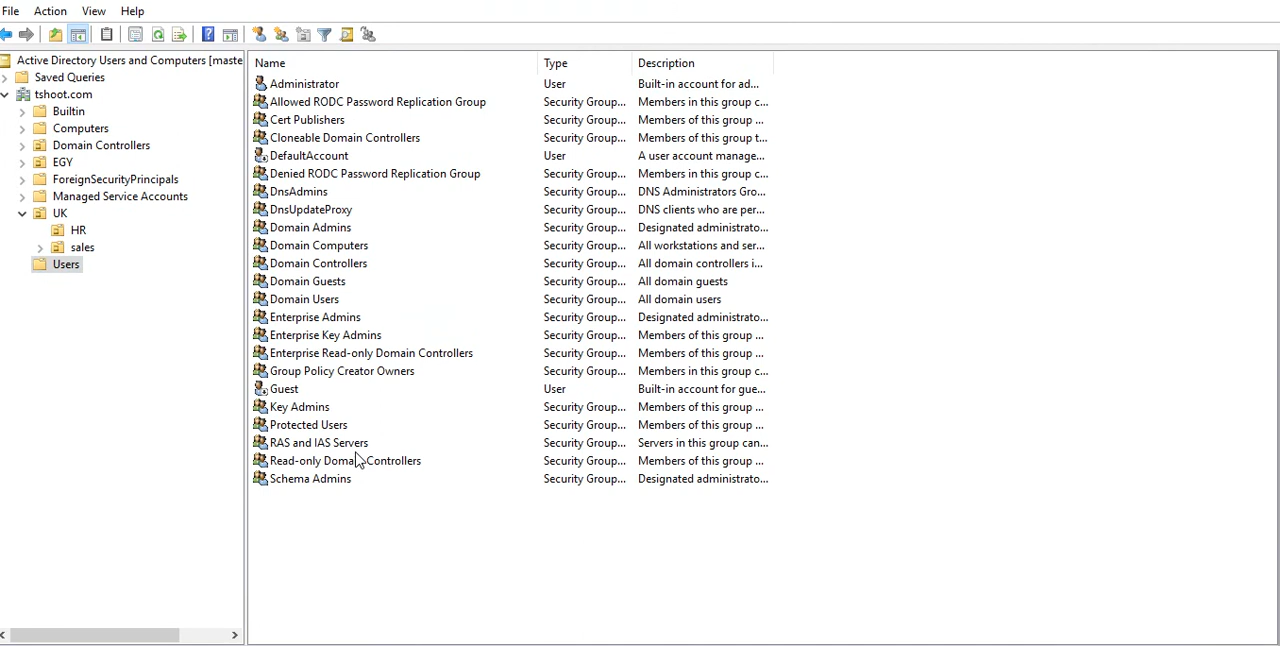 File Action View Help
Active Directory Users and Computers [maste
Saved Queries
tshoot.com
Builtin
Computers
Domain Controllers
EGY
ForeignSecurityPrincipals
Managed Service Accounts
UK
HR
sales
Users
Name Type Description
Administrator User Built-in account for ad...
Allowed RODC Password Replication Group Security Group... Members in this group c...
Cert Publishers Security Group... Members of this group ...
Cloneable Domain Controllers Security Group... Members of this group t...
DefaultAccount User A user account manage...
Denied RODC Password Replication Group Security Group... Members in this group c...
DnsAdmins Security Group... DNS Administrators Gro...
DnsUpdateProxy Security Group... DNS clients who are per...
Domain Admins Security Group... Designated administrato...
Domain Computers Security Group... All workstations and ser...
Domain Controllers Security Group... All domain controllers i...
Domain Guests Security Group... All domain guests
Domain Users Security Group... All domain users
Enterprise Admins Security Group... Designated administrato...
Enterprise Key Admins Security Group... Members of this group ...
Enterprise Read-only Domain Controllers Security Group... Members of this group ...
Group Policy Creator Owners Security Group... Members in this group c...
Guest User Built-in account for gue...
Key Admins Security Group... Members of this group ...
Protected Users Security Group... Members of this group ...
RAS and IAS Servers Security Group... Servers in this group can...
Read-only Domain Controllers Security Group... Members of this group ...
Schema Admins Security Group... Designated administrato...